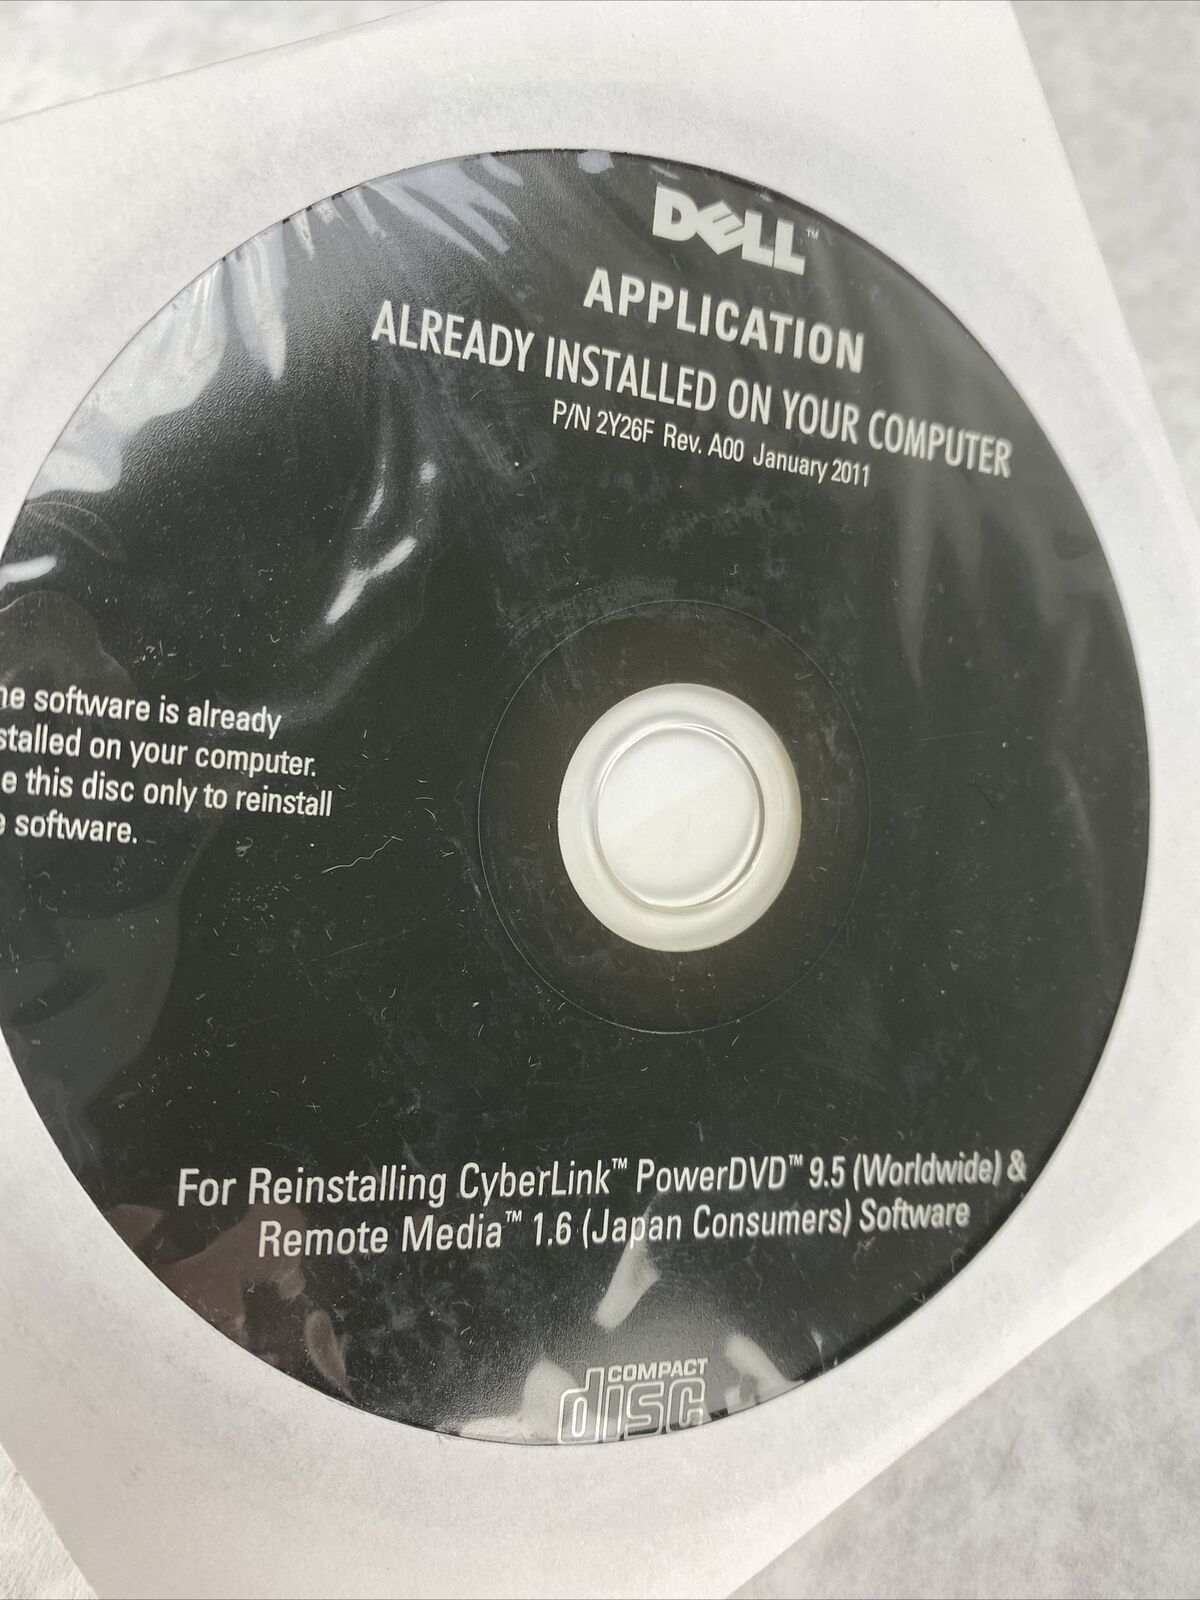 DELL™
APPLICATION
ALREADY INSTALLED ON YOUR COMPUTER
P/N 2Y26F Rev. A00 January 2011
he software is already
stalled on your computer.
e this disc only to reinstall
e software.
For Reinstalling CyberLink™ PowerDVD™ 9.5 (Worldwide) &
Remote Media™ 1.6 (Japan Consumers) Software
COMPACT
disc